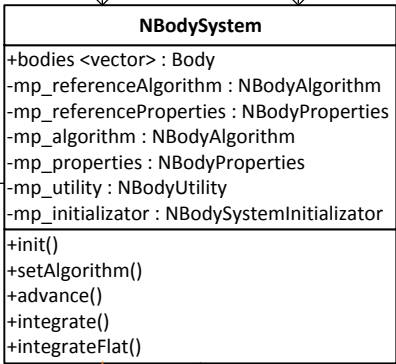 NBodySystem
+bodies <vector> : Body
-mp_referenceAlgorithm : NBodyAlgorithm
-mp_referenceProperties : NBodyProperties
-mp_algorithm : NBodyAlgorithm
-mp_properties : NBodyProperties
-mp_utility : NBodyUtility
-mp_initializator : NBodySystemInitializator
+init()
+setAlgorithm()
+advance()
+integrate()
+integrateFlat()